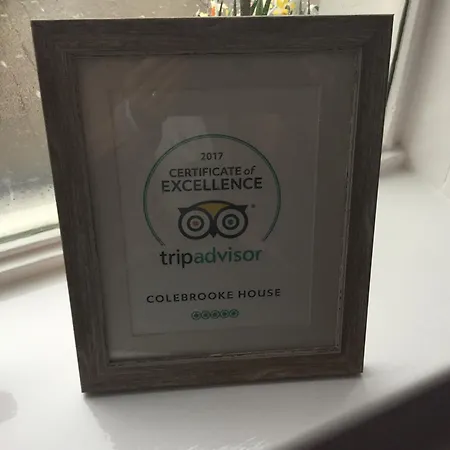 2017
CERTIFICATE of
EXCELLENCE
tripadvisor
COLEBROOKE HOUSE